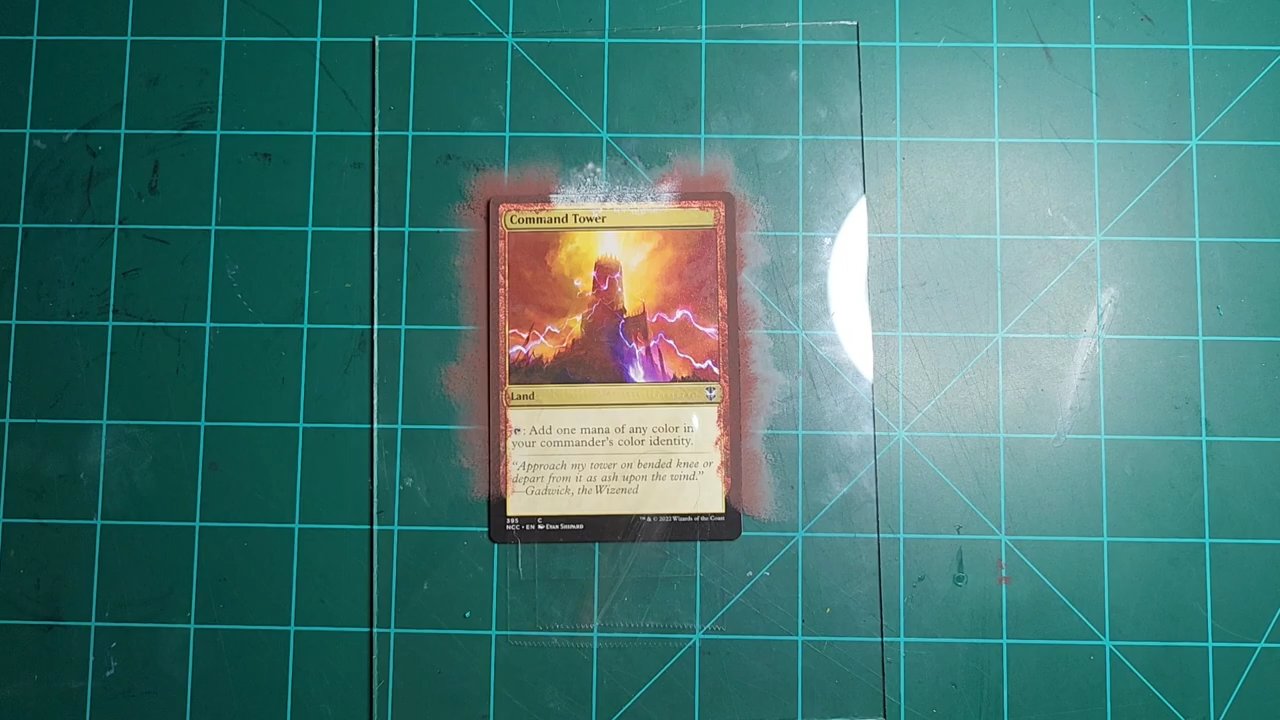 Command Tower
Land
: Add one mana of any color in
your commander's color identity.
"Approach my tower on bended knee or
depart from it as ash upon the wind."
—Gadwick, the Wizened
395 C
NCC • EN Evan Shipard
™ & © 2022 Wizards of the Coast